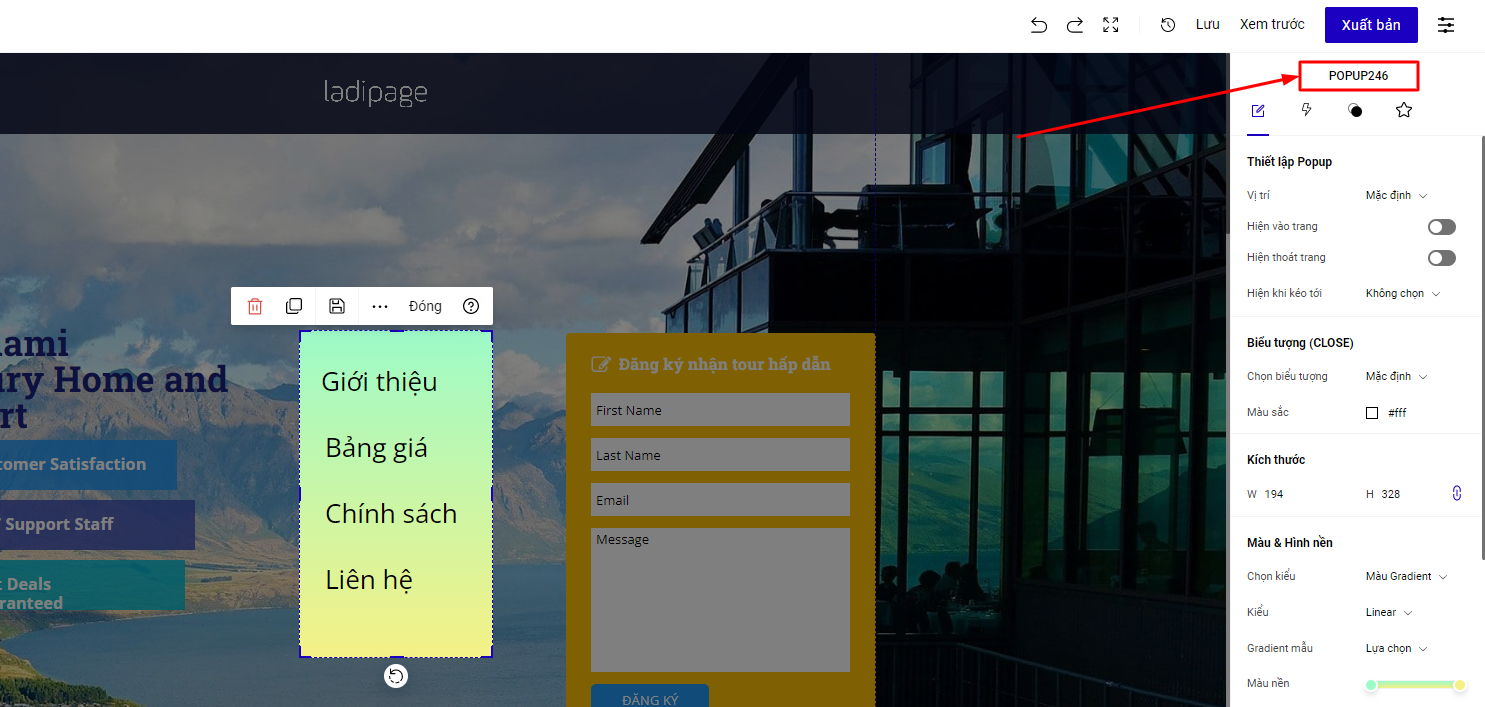 Lưu
Xem trước
Xuất bản
ladipage
POPUP246
Thiết lập Popup
Vị trí
Mặc định
Hiện vào trang
Hiện thoát trang
Hiện khi kéo tới
Không chọn
Biểu tượng (CLOSE)
Chọn biểu tượng
Mặc định
Màu sắc
#fff
Kích thước
W 194
H 328
Màu & Hình nền
Chọn kiểu
Màu Gradient
Kiểu
Linear
Gradient mẫu
Lựa chọn
Màu nền
Đóng
Giới thiệu
Bảng giá
Chính sách
Liên hệ
ami
ury Home and
rt
tomer Satisfaction
Support Staff
t Deals
ranteed
Đăng ký nhận tour hấp dẫn
First Name
Last Name
Email
Message
ĐĂNG KÝ